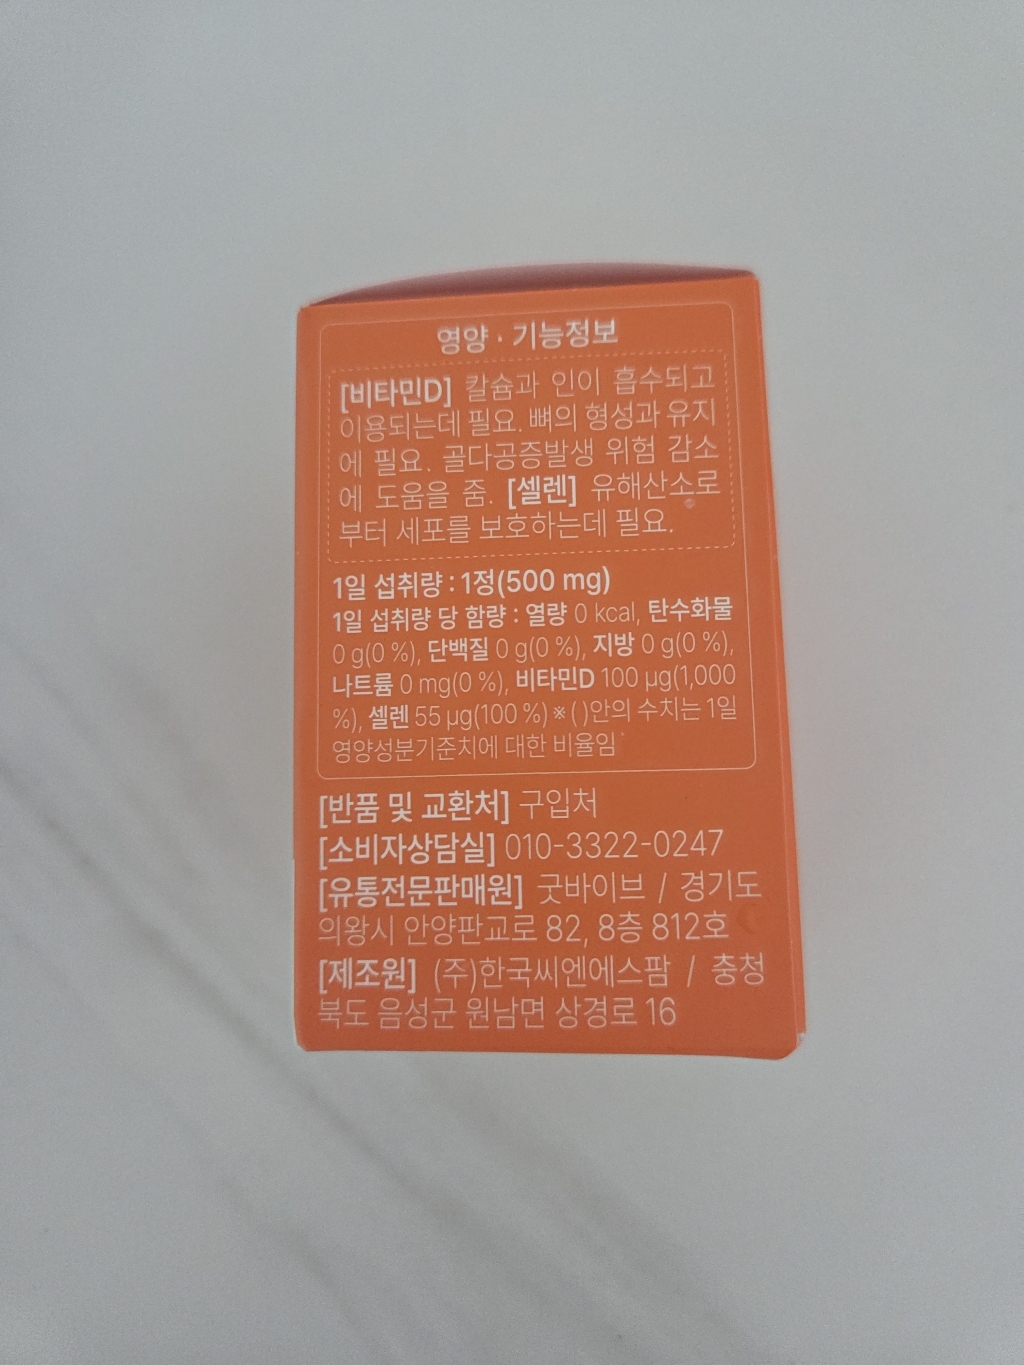 영양 · 기능정보
[비타민D] 칼슘과 인이 흡수되고
이용되는데 필요. 뼈의 형성과 유지
에 필요. 골다공증발생 위험 감소
에 도움을 줌. [셀렌] 유해산소로
부터 세포를 보호하는데 필요.
1일 섭취량 : 1정(500 mg)
1일 섭취량 당 함량 : 열량 0 kcal, 탄수화물
0 g(0 %), 단백질 0 g(0 %), 지방 0 g(0 %),
나트륨 0 mg(0 %), 비타민D 100 μg(1,000
%), 셀렌 55 μg(100 %) ※ ( )안의 수치는 1일
영양성분기준치에 대한 비율임
[반품 및 교환처] 구입처
[소비자상담실] 010-3322-0247
[유통전문판매원] 굿바이브 / 경기도
의왕시 안양판교로 82, 8층 812호
[제조원] (주)한국씨엔에스팜 / 충청
북도 음성군 원남면 상경로 16